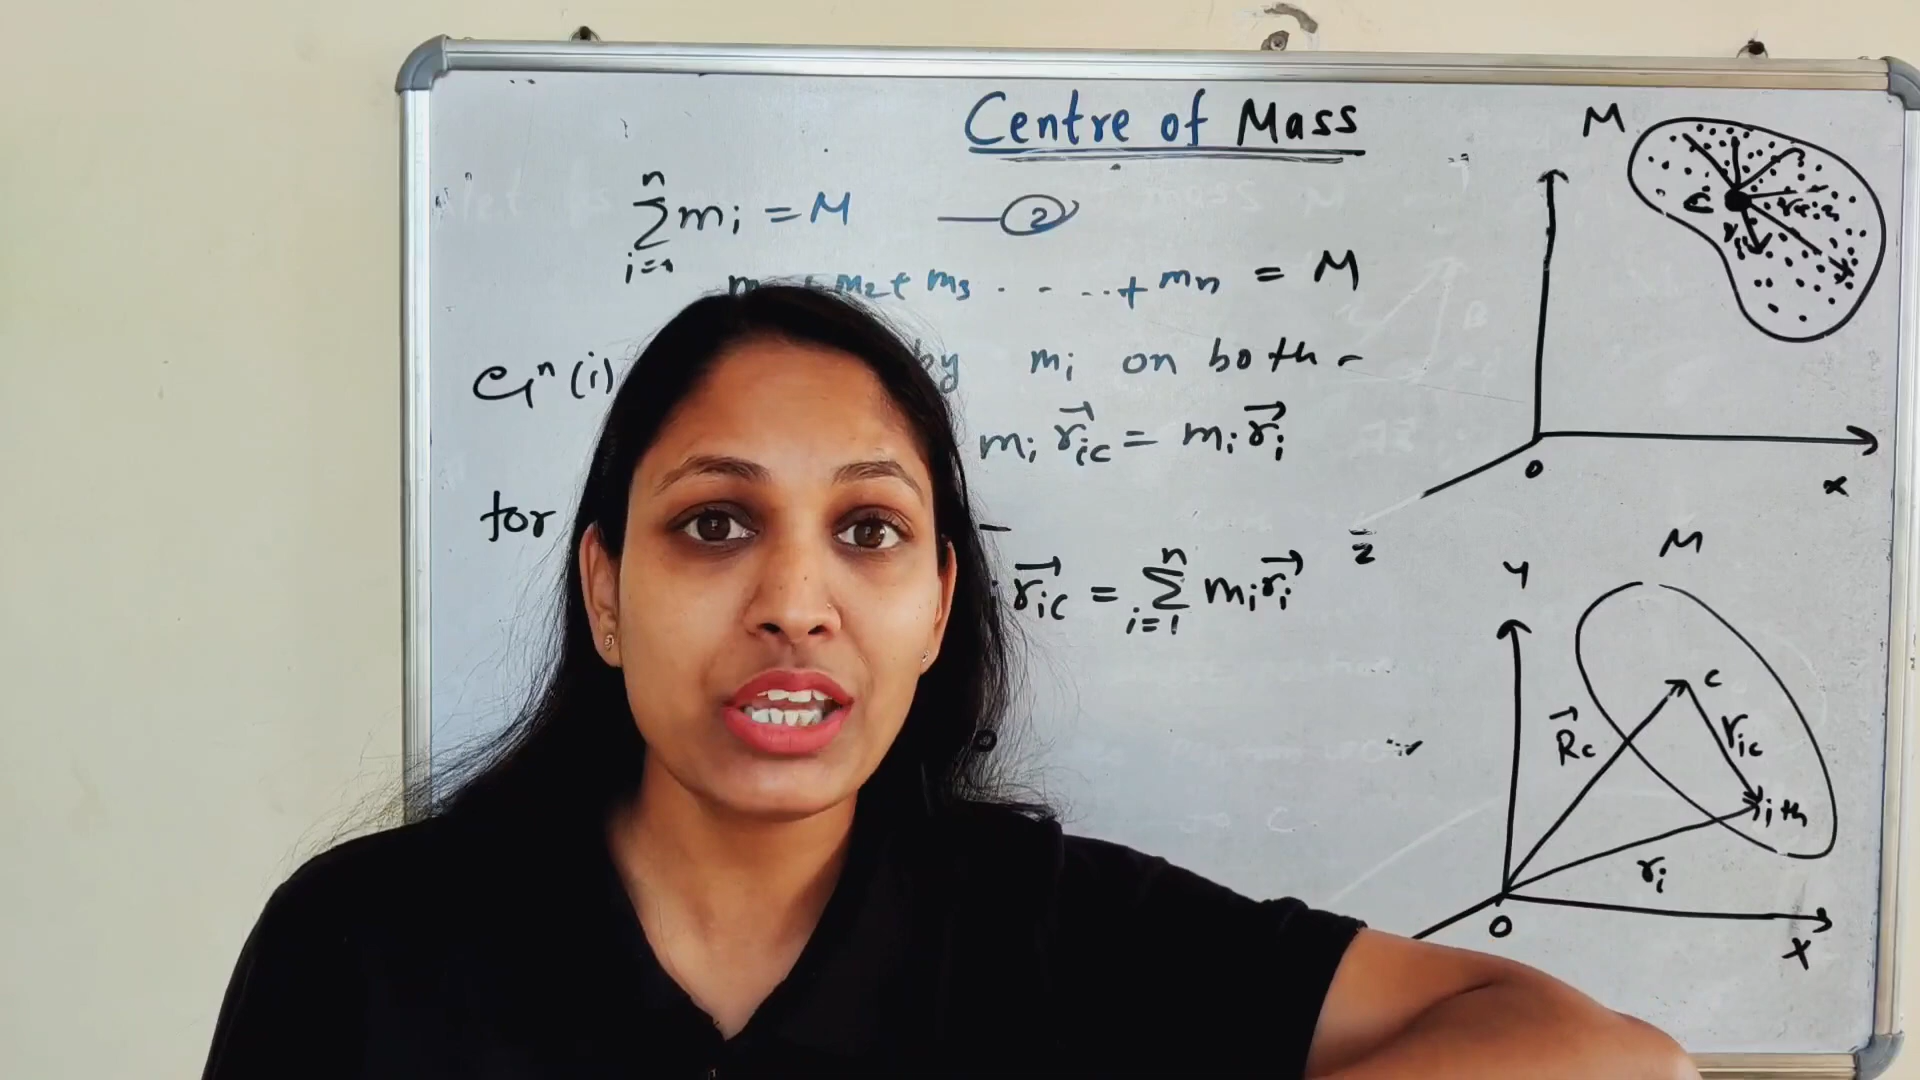 Centre of Mass
n
∑ mi = M —②
i=1
m2 + m3 . - . .. + mn = M
eqⁿ (i) by mi on both -
mi r⃗ic = mi r⃗i
for
r⃗ic = n∑i=1 mi r⃗i
M
C
O
x
z
M
Y
C
R⃗c
ric
ith
ri
O
X